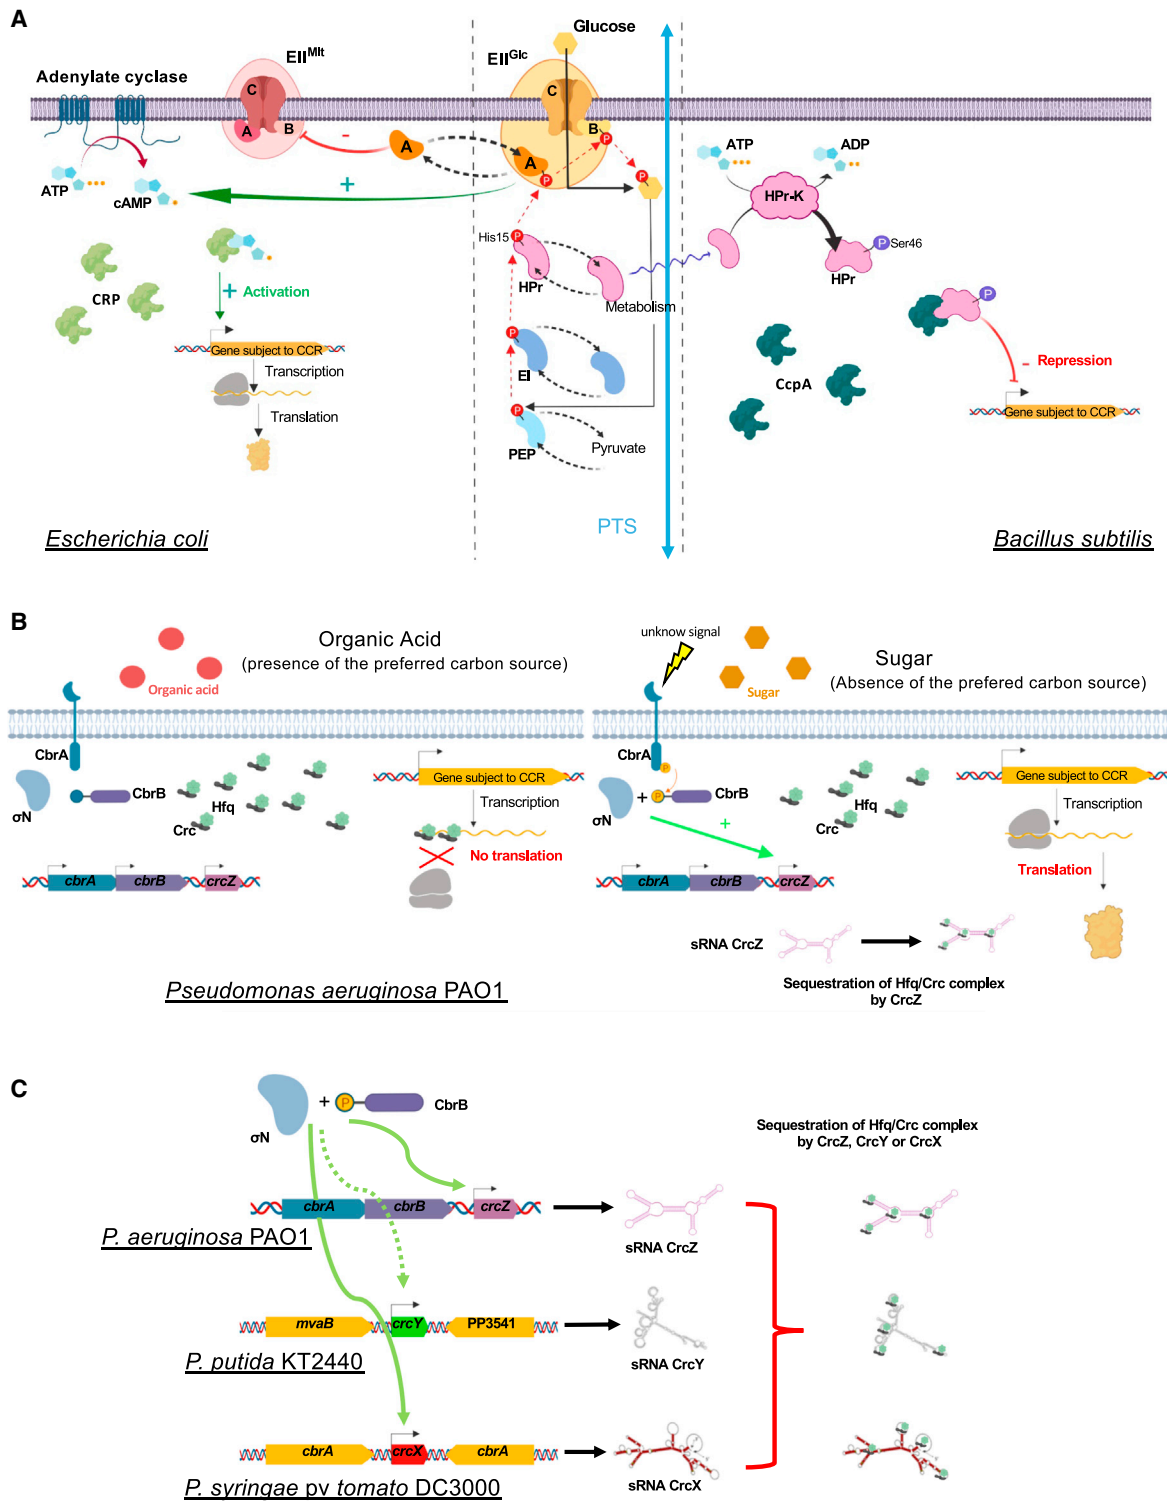 A
Glucose
EII^Mlt
EII^Glc
Adenylate cyclase
C
C
A
B
B
P
-
A
A
P
P
ATP
cAMP
+
ATP
ADP
HPr-K
His15
P
HPr
Metabolism
P
Ser46
HPr
CRP
+ Activation
Gene subject to CCR
Transcription
Translation
P
EI
P
PEP
Pyruvate
P
CcpA
- Repression
Gene subject to CCR
PTS
Escherichia coli
Bacillus subtilis
B
Organic Acid
(presence of the preferred carbon source)
Organic acid
CbrA
σN
CbrB
Hfq
Crc
Gene subject to CCR
Transcription
No translation
cbrA
cbrB
crcZ
unknow signal
Sugar
(Absence of the prefered carbon source)
Sugar
CbrA
P
σN
+
P
CbrB
+
Hfq
Crc
Gene subject to CCR
Transcription
Translation
cbrA
cbrB
crcZ
sRNA CrcZ
Sequestration of Hfq/Crc complex
by CrcZ
Pseudomonas aeruginosa PAO1
C
σN
+
P
CbrB
Sequestration of Hfq/Crc complex
by CrcZ, CrcY or CrcX
cbrA
cbrB
crcZ
P. aeruginosa PAO1
sRNA CrcZ
mvaB
crcY
PP3541
P. putida KT2440
sRNA CrcY
cbrA
crcX
cbrA
P. syringae pv tomato DC3000
sRNA CrcX